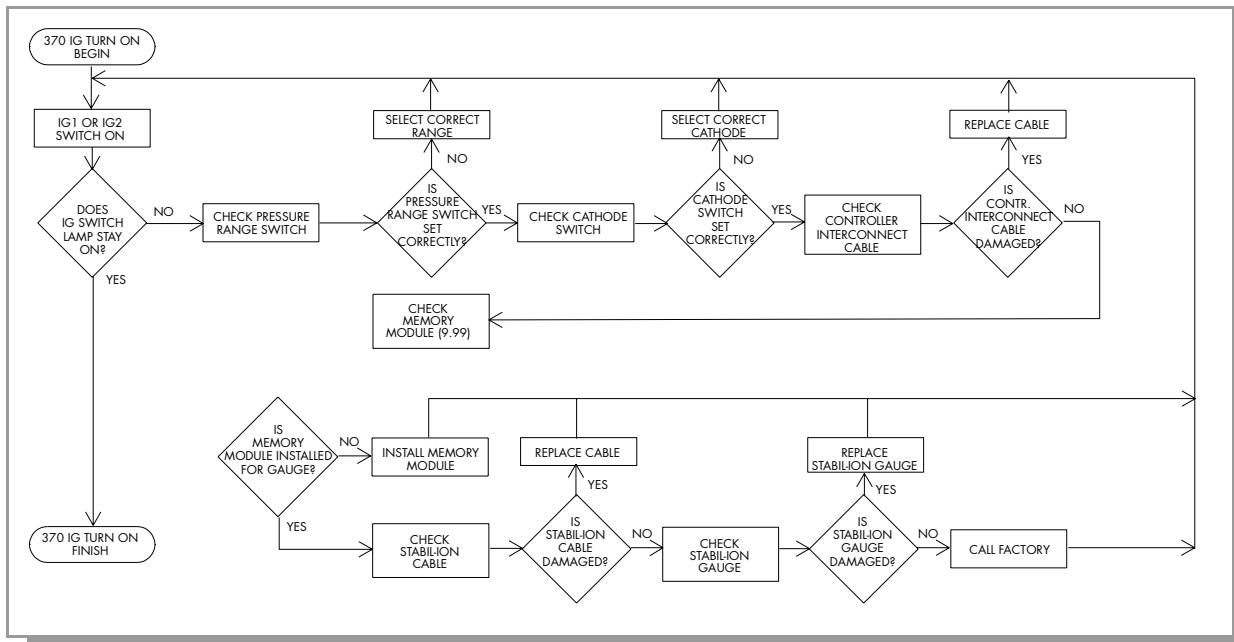 370 IG TURN ON
BEGIN
IG1 OR IG2
SWITCH ON
DOES
IG SWITCH
LAMP STAY
ON?
NO
YES
CHECK PRESSURE
RANGE SWITCH
SELECT CORRECT
RANGE
NO
IS
PRESSURE
RANGE SWITCH
SET
CORRECTLY?
YES
CHECK CATHODE
SWITCH
SELECT CORRECT
CATHODE
NO
IS
CATHODE
SWITCH
SET
CORRECTLY?
YES
CHECK
CONTROLLER
INTERCONNECT
CABLE
REPLACE CABLE
YES
IS
CONTR.
INTERCONNECT
CABLE
DAMAGED?
NO
CHECK
MEMORY
MODULE (9.99)
IS
MEMORY
MODULE INSTALLED
FOR GAUGE?
NO
INSTALL MEMORY
MODULE
YES
CHECK
STABIL-ION
CABLE
REPLACE CABLE
YES
IS
STABIL-ION
CABLE
DAMAGED?
NO
CHECK
STABIL-ION
GAUGE
REPLACE
STABIL-ION GAUGE
YES
IS
STABIL-ION
GAUGE
DAMAGED?
NO
CALL FACTORY
370 IG TURN ON
FINISH